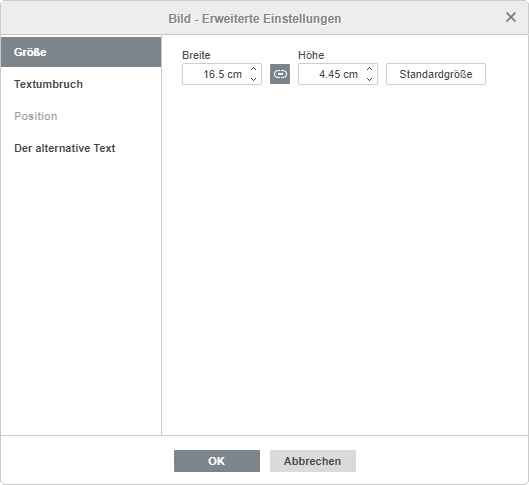 Bild - Erweiterte Einstellungen
Größe
Textumbruch
Position
Der alternative Text
Breite
Höhe
16.5 cm
4.45 cm
Standardgröße
OK
Abbrechen